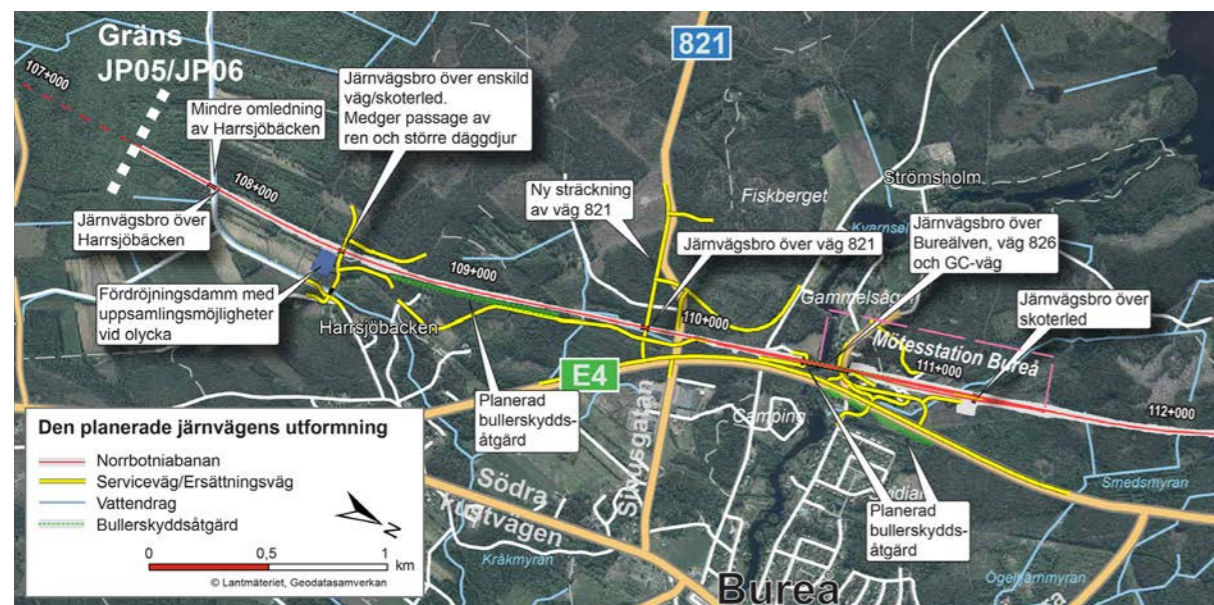 Gräns
JP05/JP06
107+000
821
Mindre omledning
av Harrsjöbäcken
Järnvägsbro över enskild
väg/skoterled.
Medger passage av
ren och större däggdjur
108+000
Järnvägsbro över
Harrsjöbäcken
Ny sträckning
av väg 821
Fiskberget
Strömsholm
Järnvägsbro över
Bureälven, väg 826
och GC-väg
Järnvägsbro över väg 821
109+000
Fördröjningsdamm med
uppsamlingsmöjligheter
vid olycka
Harrsjöbäcken
110+000
Järnvägsbro över
skoterled
Mötesstation Bureå
111+000
112+000
E4
Planerad
bullerskydds-
åtgärd
Camping
Södra
Kustvägen
Kråkmyran
Smedsmyran
Planerad
bullerskydds-
åtgärd
Bureå
Den planerade järnvägens utformning
Norrbotniabanan
Serviceväg/Ersättningsväg
Vattendrag
Bullerskyddsåtgärd
N
0 0,5 1
km
© Lantmäteriet, Geodatasamverkan